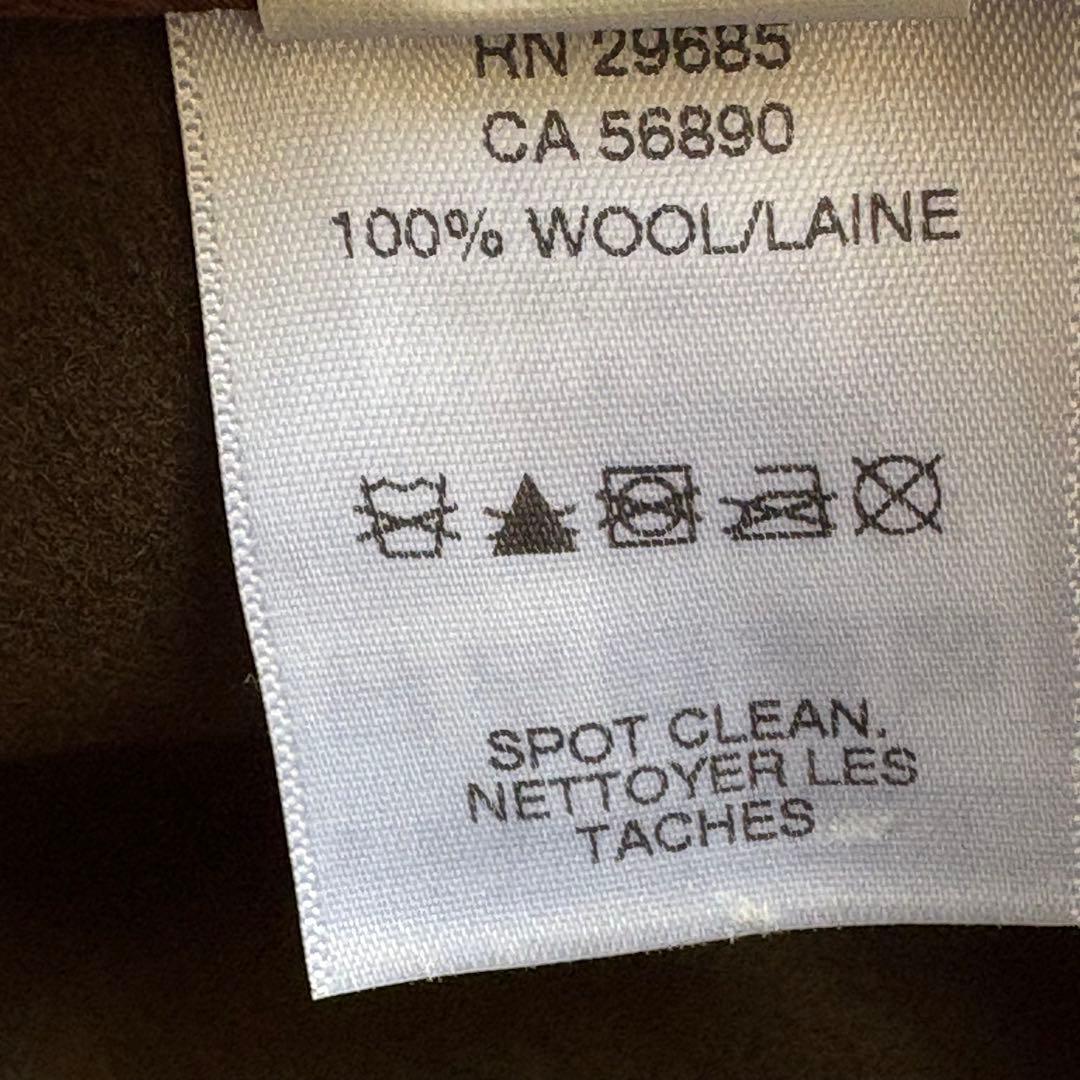 RN 29685
CA 56890
100% WOOL/LAINE
SPOT CLEAN.
NETTOYER LES
TACHES